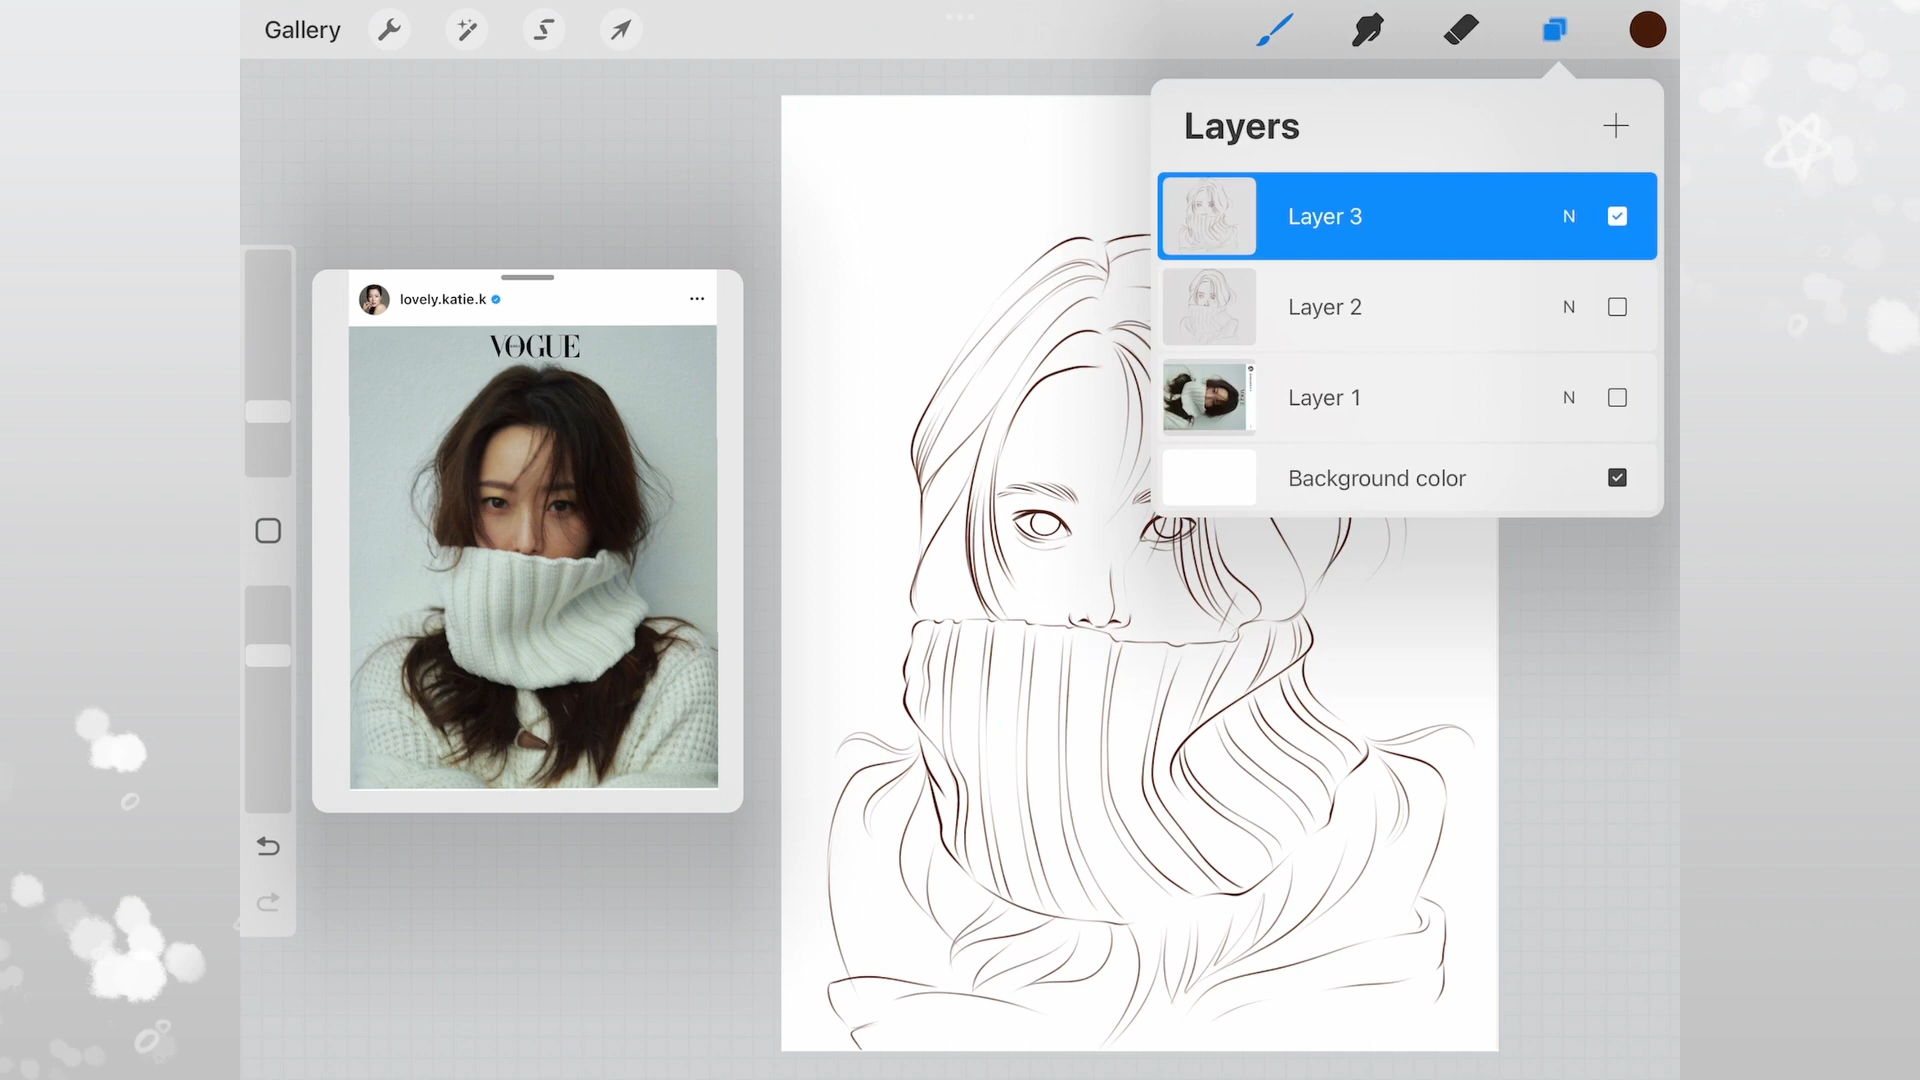 Gallery
Layers
Layer 3 N
Layer 2 N
Layer 1 N
Background color
lovely.katie.k
VOGUE